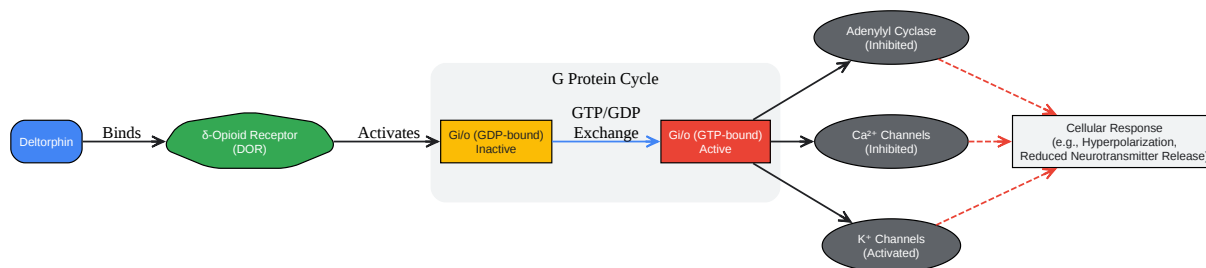 Deltorphin
Binds
δ-Opioid Receptor
(DOR)
Activates
G Protein Cycle
Gi/o (GDP-bound)
Inactive
GTP/GDP
Exchange
Gi/o (GTP-bound)
Active
Adenylyl Cyclase
(Inhibited)
Ca²⁺ Channels
(Inhibited)
K⁺ Channels
(Activated)
Cellular Response
(e.g., Hyperpolarization,
Reduced Neurotransmitter Release)